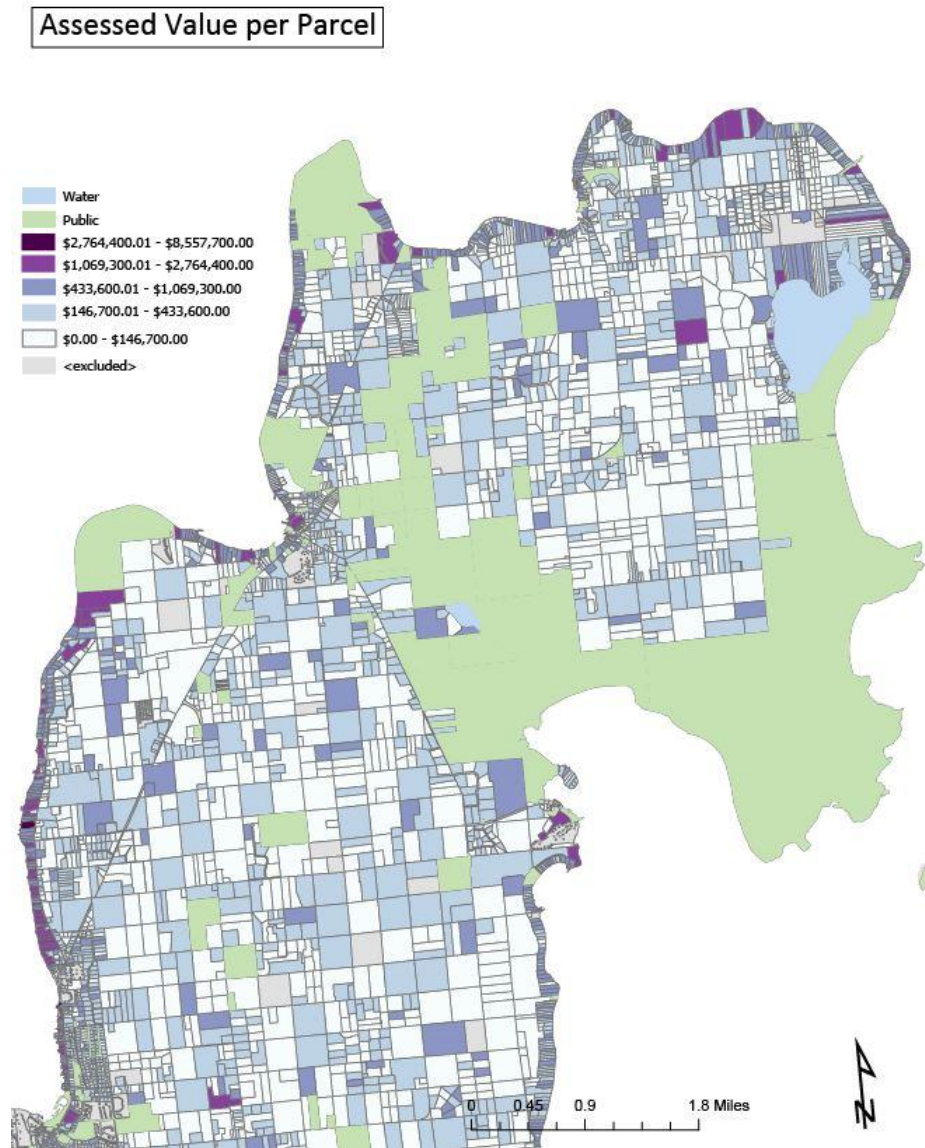 Assessed Value per Parcel
Water
Public
$2,764,400.01 - $8,557,700.00
$1,069,300.01 - $2,764,400.00
$433,600.01 - $1,069,300.00
$146,700.01 - $433,600.00
$0.00 - $146,700.00
<excluded>
0 0.45 0.9 1.8 Miles
N